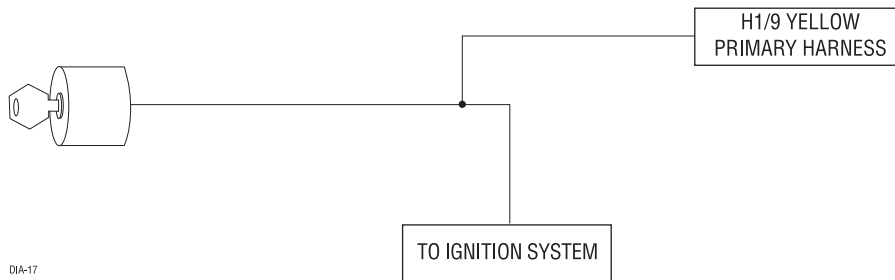 H1/9 YELLOW
PRIMARY HARNESS
TO IGNITION SYSTEM
DIA-17